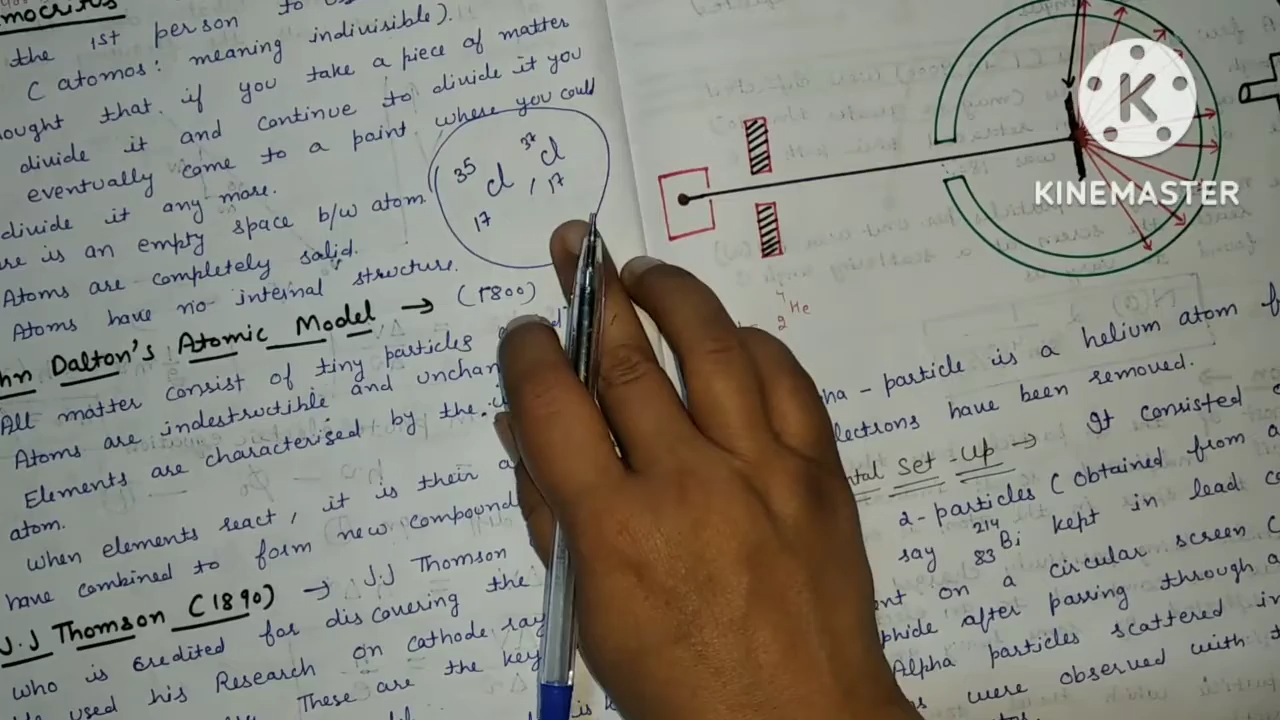 the 1st person to
( atomos: meaning indivisible).
that if you take a piece of matter
divide it and continue to divide it you
eventually come to a point where you could
divide it any more.
is an empty space b/w atom
Atoms are completely solid.
Atoms have no internal structure.
35 Cl 17 , 37 Cl 17
Dalton's Atomic Model → (1800)
All matter consist of tiny particles
Atoms are indestructible and
Elements are characterised by the
atom.
When elements react, it is their
have combined to form new compound
J.J Thomson (1890) → J.J Thomson
who is credited for discovering the
used his Research on cathode ray
These are the key
K
KINEMASTER
4 He 2
particle is a helium atom
have been removed.
Set-Up → It consisted
α-particles ( obtained from a
say 214 83 Bi kept in lead
on a circular screen (
after passing through a
Alpha particles scattered in
were observed with